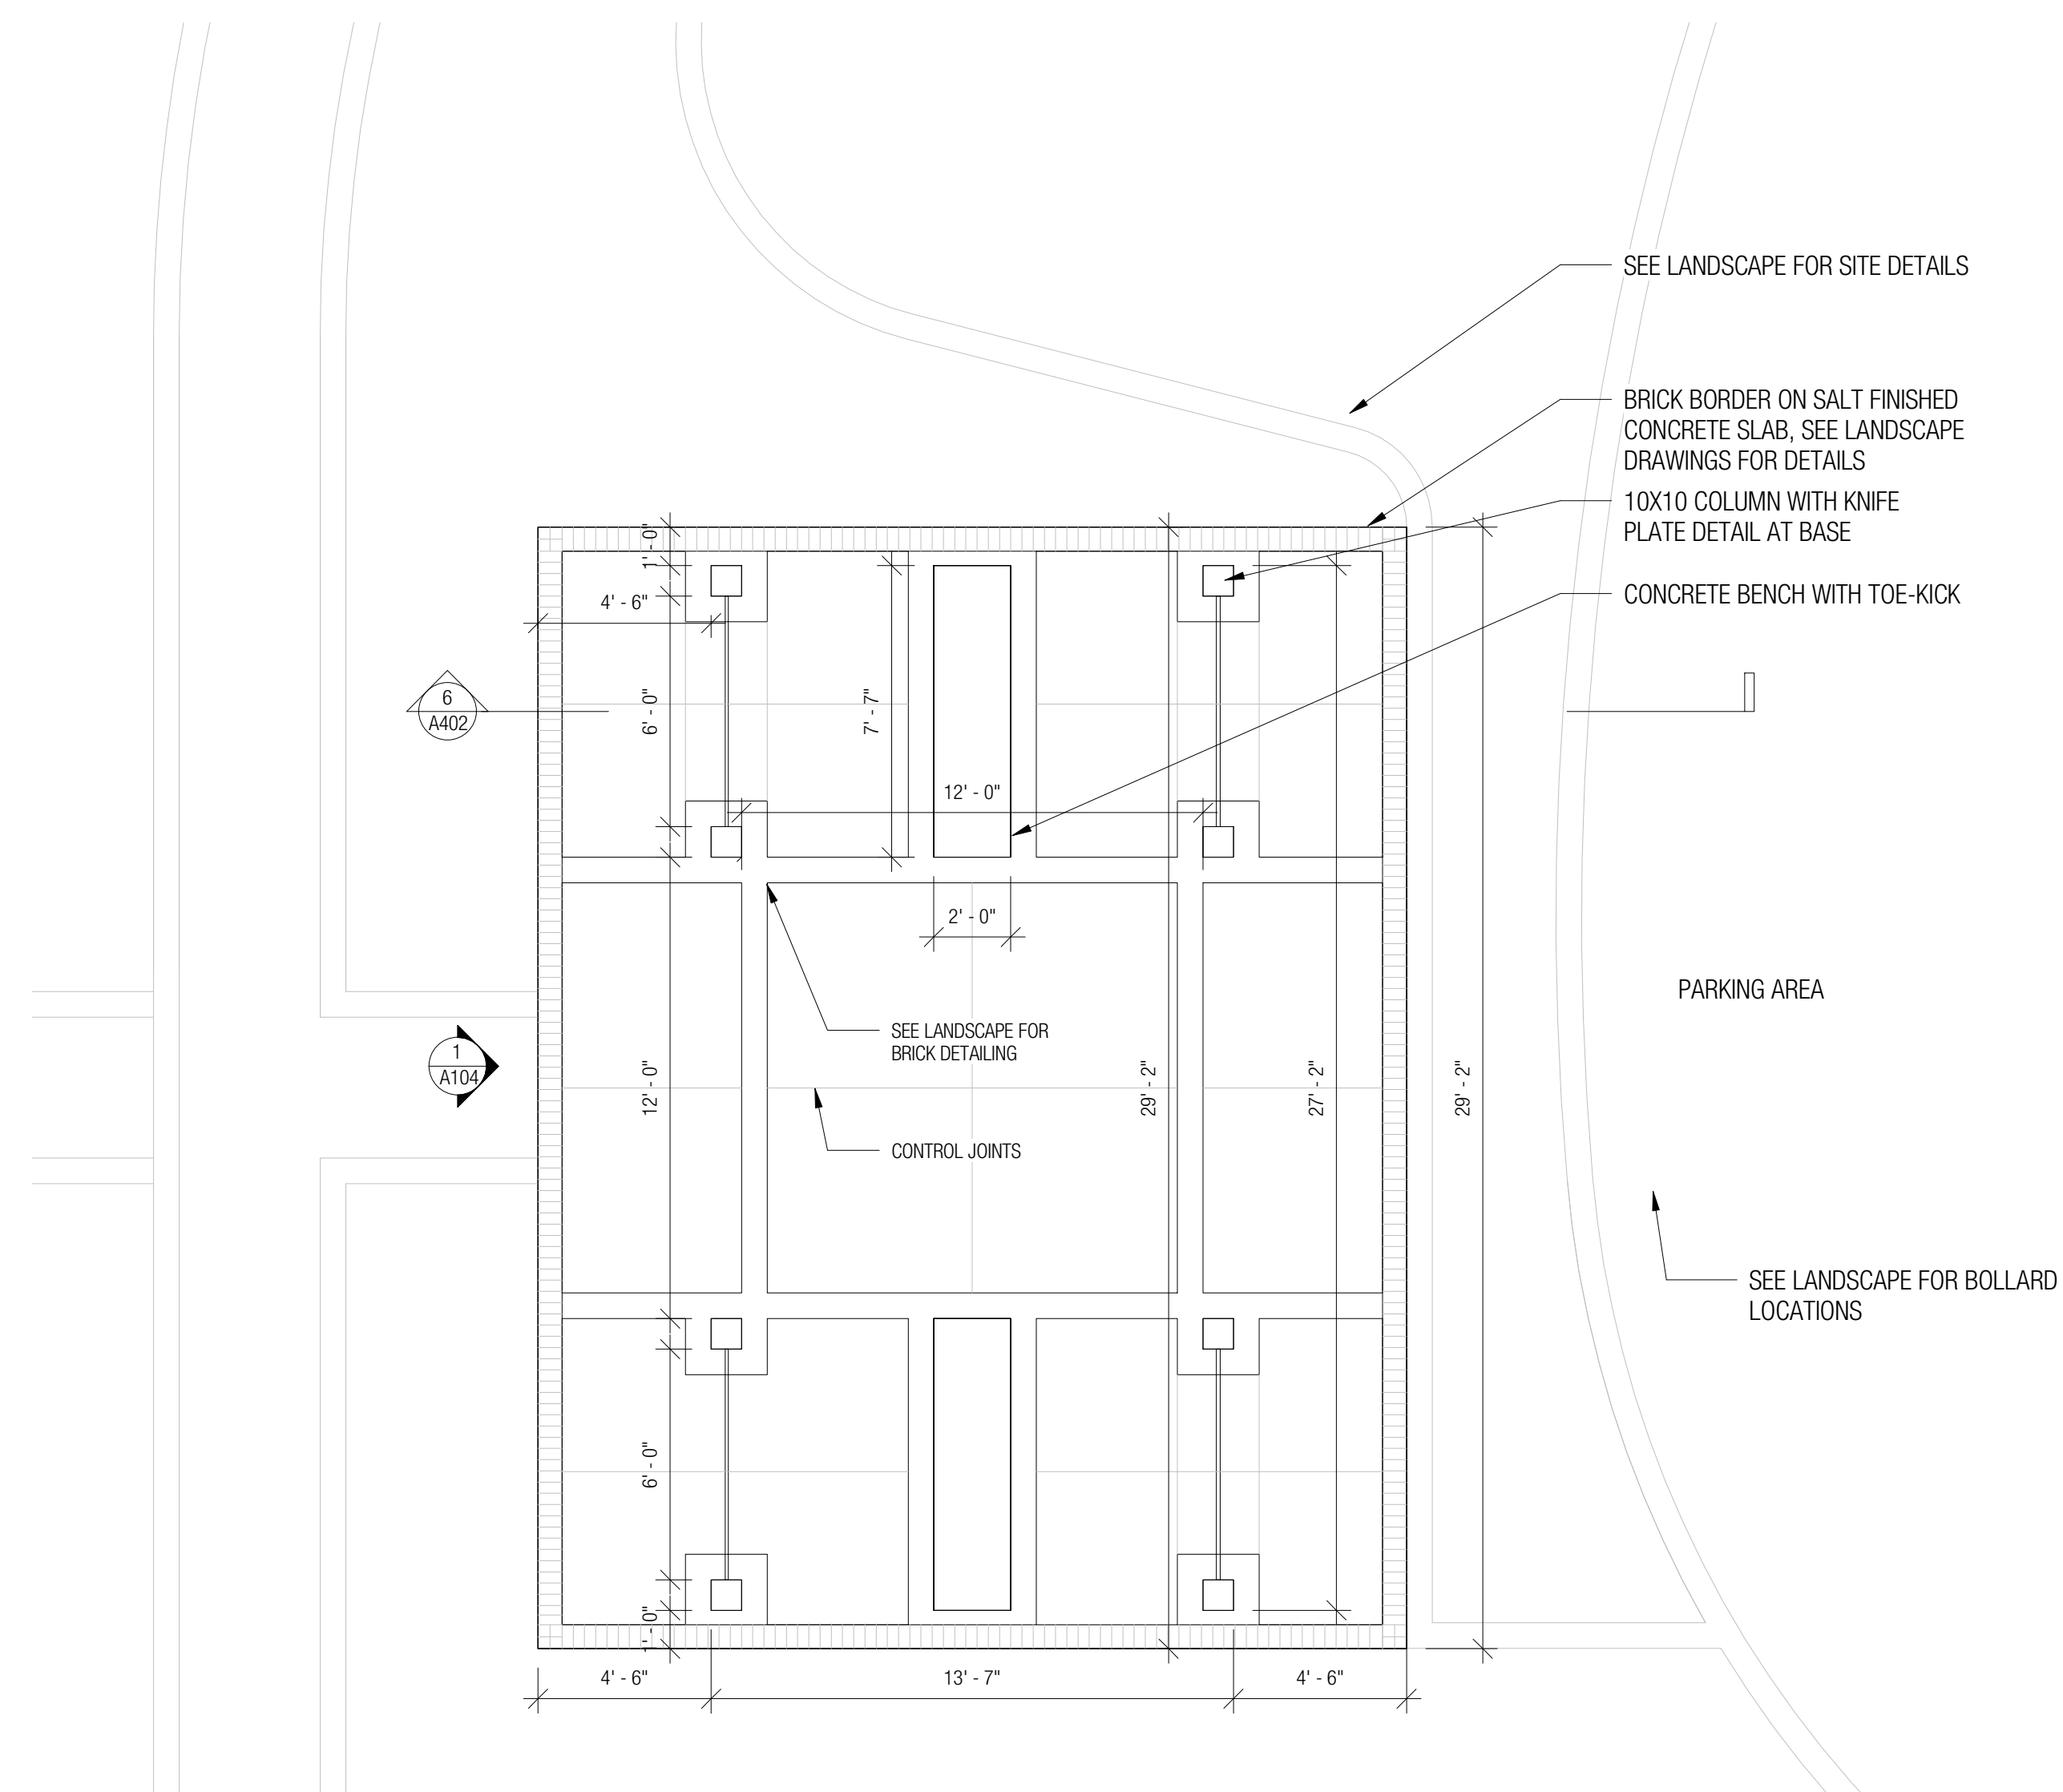 SEE LANDSCAPE FOR SITE DETAILS
BRICK BORDER ON SALT FINISHED
CONCRETE SLAB, SEE LANDSCAPE
DRAWINGS FOR DETAILS
10X10 COLUMN WITH KNIFE
PLATE DETAIL AT BASE
CONCRETE BENCH WITH TOE-KICK
1' - 0"
4' - 6"
6' - 0"
7' - 7"
6
A402
12' - 0"
2' - 0"
PARKING AREA
SEE LANDSCAPE FOR
BRICK DETAILING
1
A104
12' - 0"
29' - 2"
27' - 2"
29' - 2"
CONTROL JOINTS
SEE LANDSCAPE FOR BOLLARD
LOCATIONS
6' - 0"
1' - 0"
4' - 6"
13' - 7"
4' - 6"